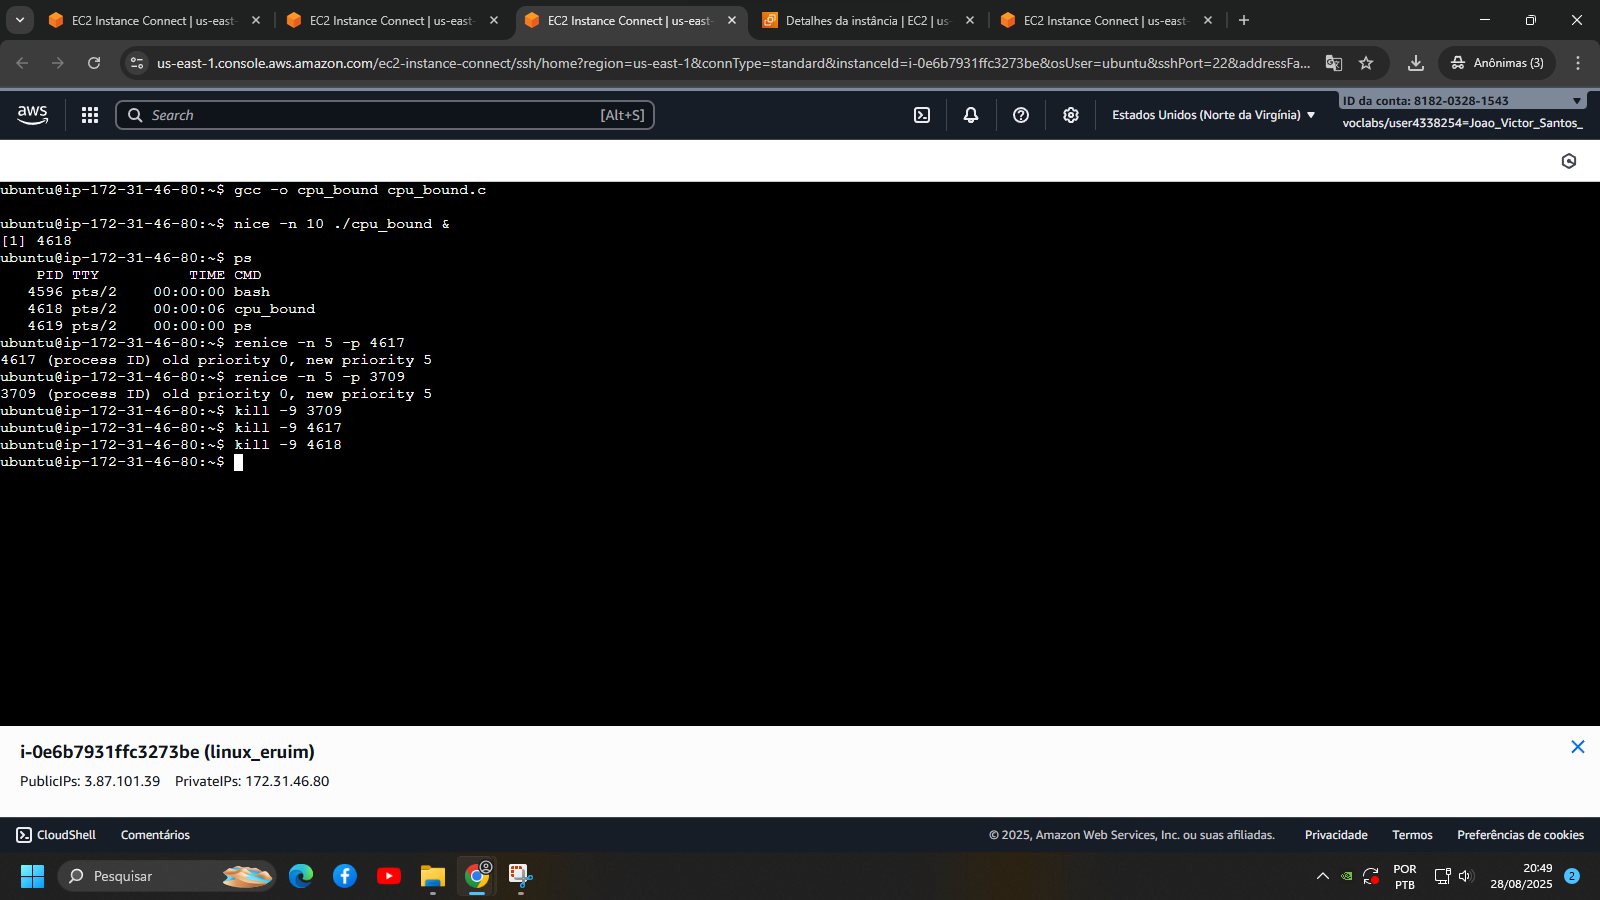 EC2 Instance Connect | us-east-
EC2 Instance Connect | us-east-
EC2 Instance Connect | us-east-
Detalhes da instância | EC2 | us-
EC2 Instance Connect | us-east-
us-east-1.console.aws.amazon.com/ec2-instance-connect/ssh/home?region=us-east-1&connType=standard&instanceId=i-0e6b7931ffc3273be&osUser=ubuntu&sshPort=22&addressFa...
Anônimas (3)
aws
Search
[Alt+S]
Estados Unidos (Norte da Virgínia)
ID da conta: 8182-0328-1543
voclabs/user4338254=Joao_Victor_Santos_
ubuntu@ip-172-31-46-80:~$ gcc -o cpu_bound cpu_bound.c
ubuntu@ip-172-31-46-80:~$ nice -n 10 ./cpu_bound &
[1] 4618
ubuntu@ip-172-31-46-80:~$ ps
PID TTY          TIME CMD
4596 pts/2    00:00:00 bash
4618 pts/2    00:00:06 cpu_bound
4619 pts/2    00:00:00 ps
ubuntu@ip-172-31-46-80:~$ renice -n 5 -p 4617
4617 (process ID) old priority 0, new priority 5
ubuntu@ip-172-31-46-80:~$ renice -n 5 -p 3709
3709 (process ID) old priority 0, new priority 5
ubuntu@ip-172-31-46-80:~$ kill -9 3709
ubuntu@ip-172-31-46-80:~$ kill -9 4617
ubuntu@ip-172-31-46-80:~$ kill -9 4618
ubuntu@ip-172-31-46-80:~$
i-0e6b7931ffc3273be (linux_eruim)
PublicIPs: 3.87.101.39    PrivateIPs: 172.31.46.80
CloudShell
Comentários
© 2025, Amazon Web Services, Inc. ou suas afiliadas.
Privacidade
Termos
Preferências de cookies
Pesquisar
POR
PTB
20:49
28/08/2025
2